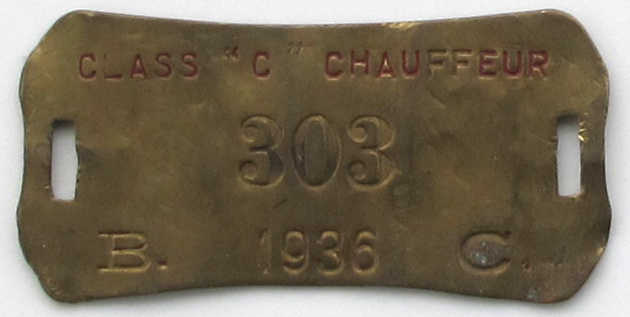 CLASS "C" CHAUFFEUR
303
B. 1936 C.